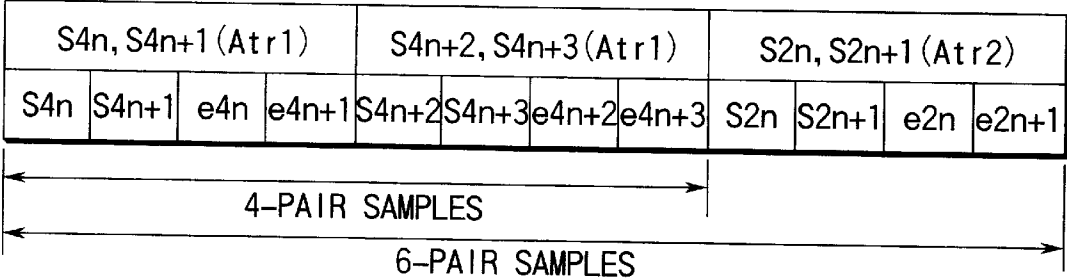 S4n, S4n+1(Atr1) S4n+2, S4n+3(Atr1) S2n, S2n+1(Atr2)
S4n S4n+1 e4n e4n+1 S4n+2 S4n+3 e4n+2 e4n+3 S2n S2n+1 e2n e2n+1
4-PAIR SAMPLES
6-PAIR SAMPLES